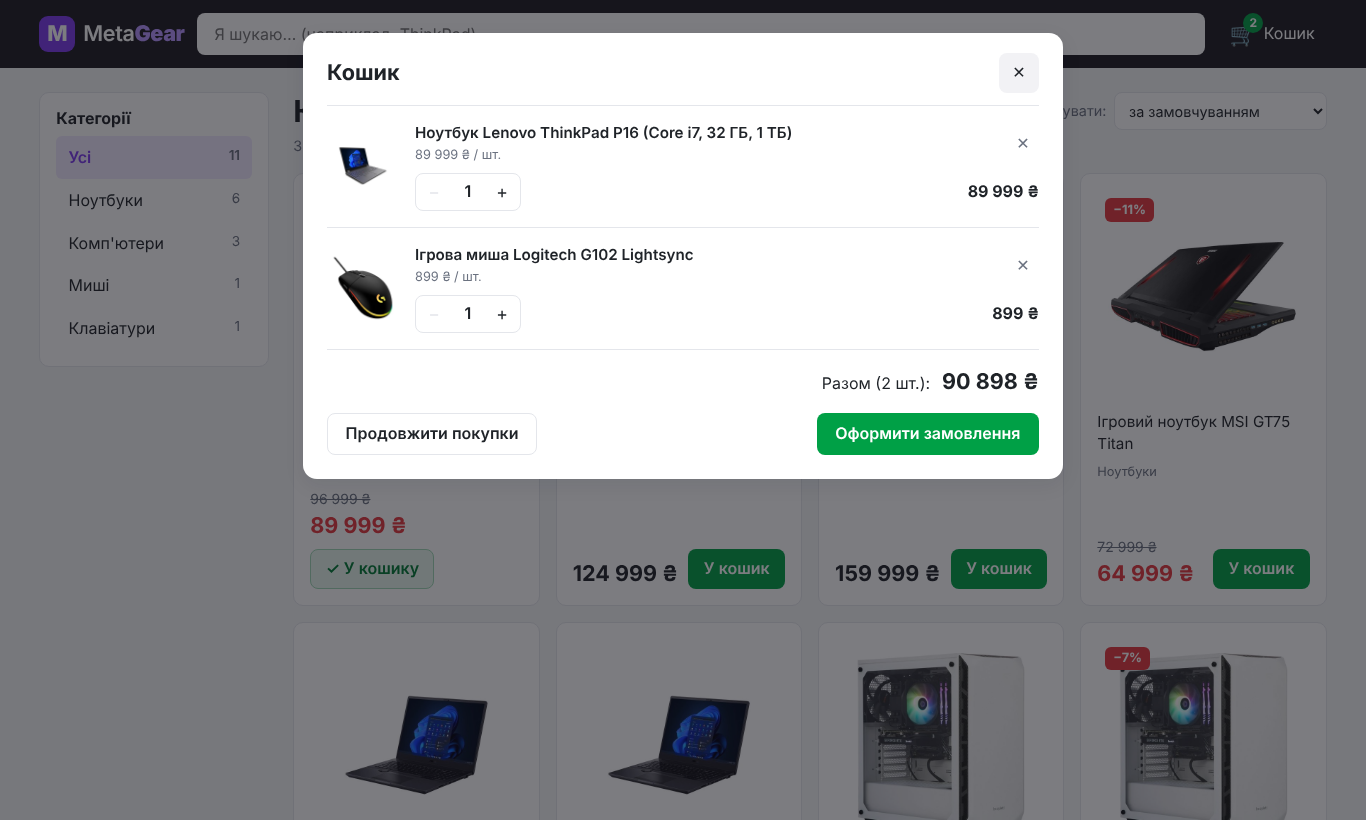 M MetaGear
Я шукаю... (наприклад, ThinkPad)
2
Кошик
Категорії
Усі 11
Ноутбуки 6
Комп'ютери 3
Миші 1
Клавіатури 1
за замовчуванням
Кошик
✕
Ноутбук Lenovo ThinkPad P16 (Core i7, 32 ГБ, 1 ТБ)
✕
89 999 ₴ / шт.
− 1 +
89 999 ₴
Ігрова миша Logitech G102 Lightsync
✕
899 ₴ / шт.
− 1 +
899 ₴
Разом (2 шт.): 90 898 ₴
Продовжити покупки
Оформити замовлення
96 999 ₴
89 999 ₴
✓ У кошику
124 999 ₴
У кошик
159 999 ₴
У кошик
−11%
Ігровий ноутбук MSI GT75
Titan
Ноутбуки
72 999 ₴
64 999 ₴
У кошик
−7%